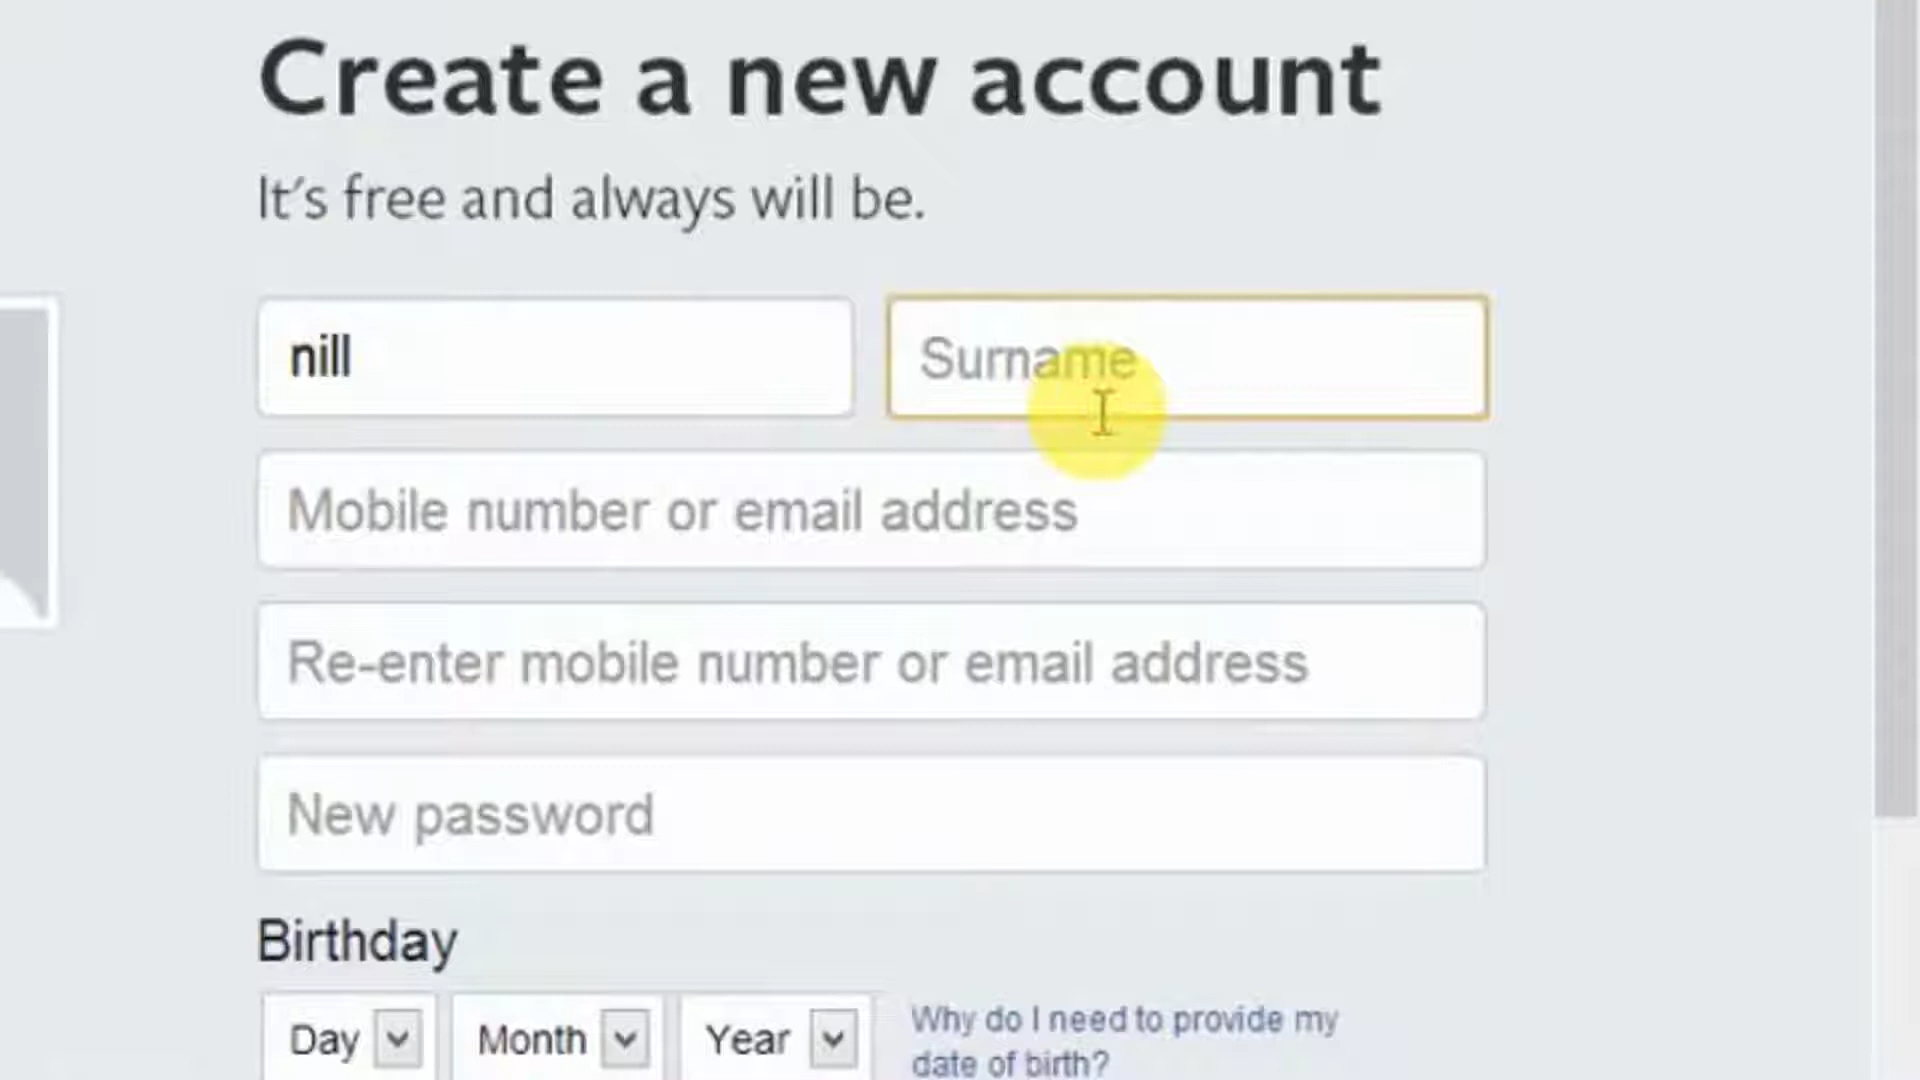 Create a new account
It's free and always will be.
nill
Surname
Mobile number or email address
Re-enter mobile number or email address
New password
Birthday
Day Month Year
Why do I need to provide my
date of birth?